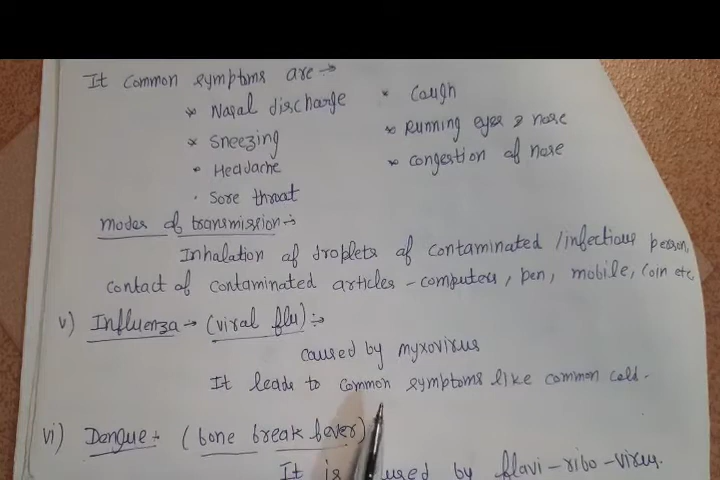 It common symptoms are →
* Nasal discharge
* Cough
* Sneezing
* Running eyes & nose
• Headache
* congestion of nose
• Sore throat
modes of transmission :-
Inhalation of droplets of contaminated / infectious person,
contact of contaminated articles - computers, pen, mobile, coin etc
v) Influenza → (viral flu) :-
caused by myxovirus
It leads to common symptoms like common cold.
vi) Dengue :- (bone break fever)
It is used by flavi-ribo-virus.